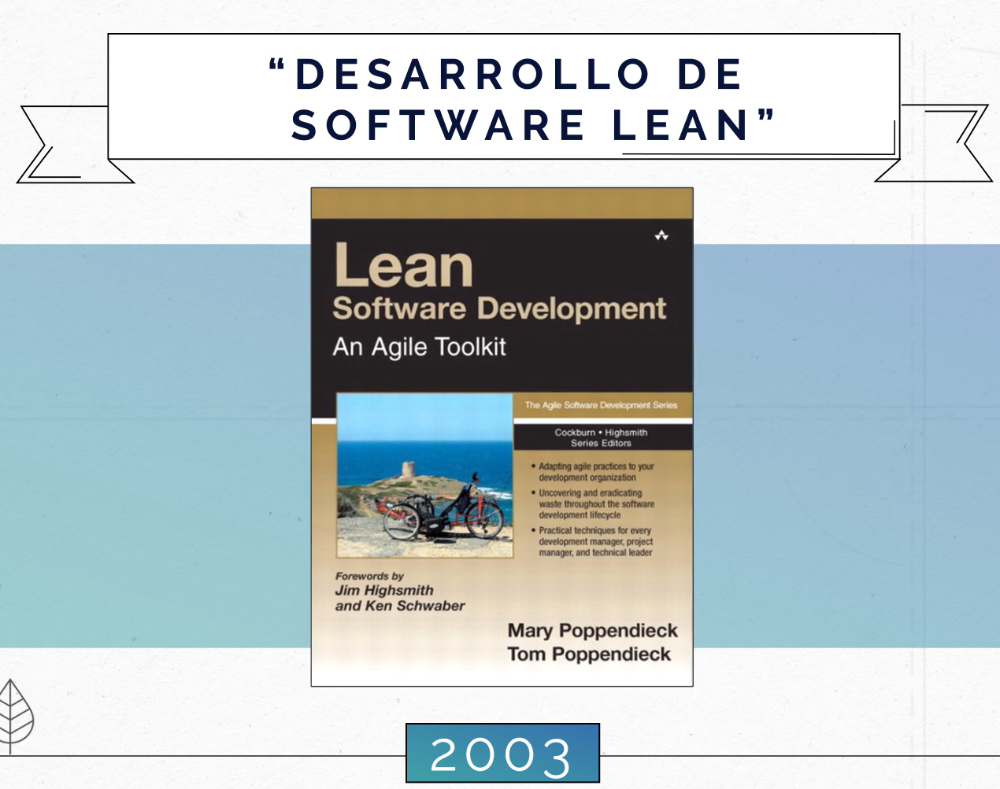 “DESARROLLO DE
SOFTWARE LEAN”
Lean
Software Development
An Agile Toolkit
The Agile Software Development Series
Cockburn • Highsmith
Series Editors
• Adapting agile practices to your
development organization
• Uncovering and eradicating
waste throughout the software
development lifecycle
• Practical techniques for every
development manager, project
manager, and technical leader
Forewords by
Jim Highsmith
and Ken Schwaber
Mary Poppendieck
Tom Poppendieck
2003